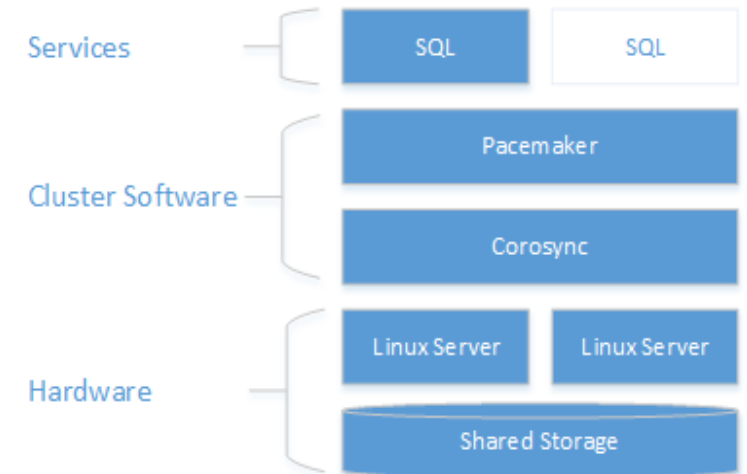 Services
SQL
SQL
Cluster Software
Pacemaker
Corosync
Hardware
Linux Server
Linux Server
Shared Storage